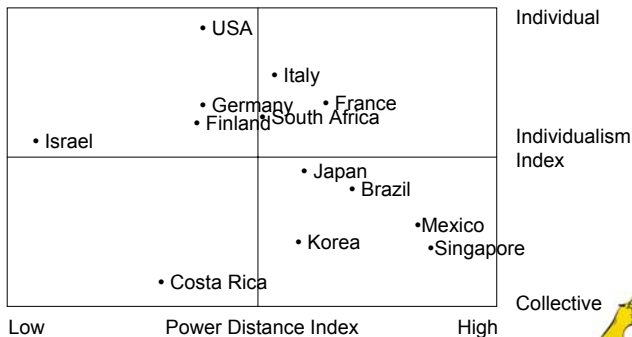 Individual
• USA
• Italy
• Germany
• France
• Finland
• South Africa
• Israel
Individualism
Index
• Japan
• Brazil
• Mexico
• Korea
• Singapore
• Costa Rica
Collective
Low Power Distance Index High